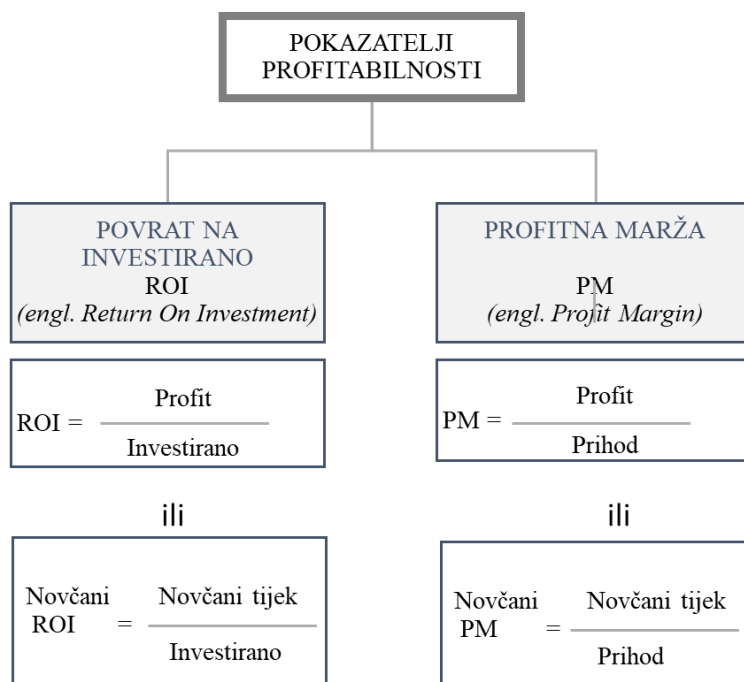 POKAZATELJI
PROFITABILNOSTI
POVRAT NA
INVESTIRANO
ROI
(engl. Return On Investment)
ROI =
Profit
Investirano
ili
Novčani
ROI
=
Novčani tijek
Investirano
PROFITNA MARŽA
PM
(engl. Profit Margin)
PM =
Profit
Prihod
ili
Novčani
PM
=
Novčani tijek
Prihod